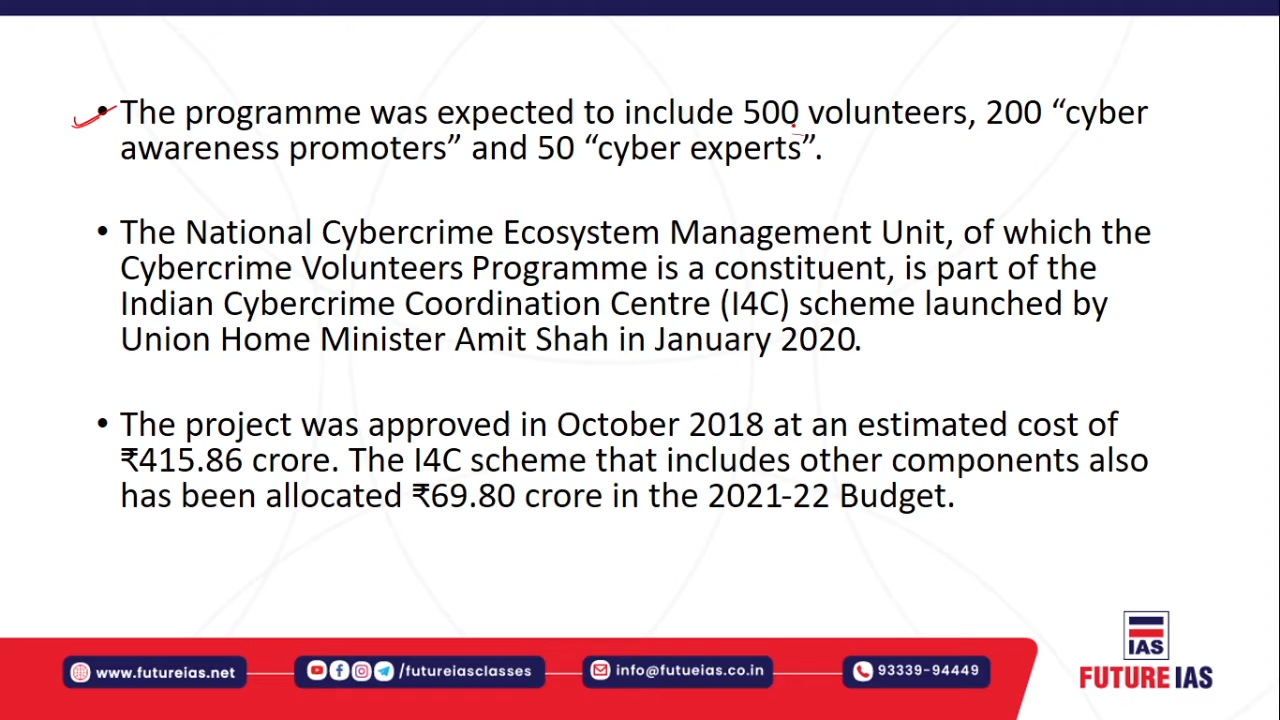 • The programme was expected to include 500 volunteers, 200 “cyber
awareness promoters” and 50 “cyber experts”.
• The National Cybercrime Ecosystem Management Unit, of which the
Cybercrime Volunteers Programme is a constituent, is part of the
Indian Cybercrime Coordination Centre (I4C) scheme launched by
Union Home Minister Amit Shah in January 2020.
• The project was approved in October 2018 at an estimated cost of
₹415.86 crore. The I4C scheme that includes other components also
has been allocated ₹69.80 crore in the 2021-22 Budget.
IAS
FUTURE IAS
www.futureias.net
/futureiasclasses
info@futueias.co.in
93339-94449